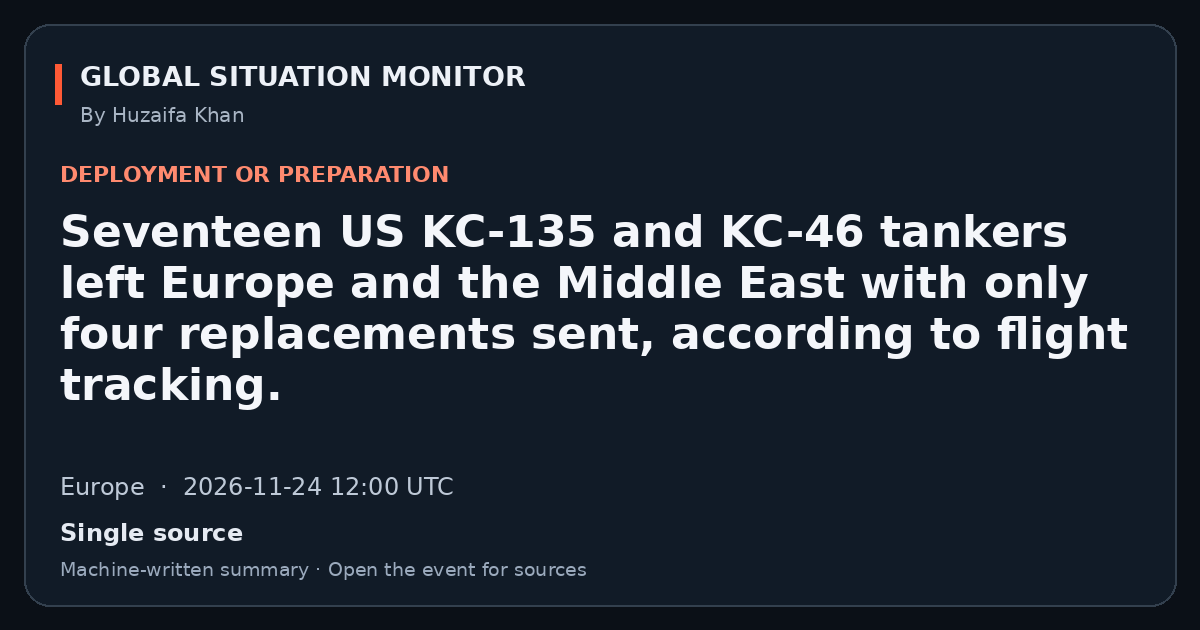 GLOBAL SITUATION MONITOR
By Huzaifa Khan
DEPLOYMENT OR PREPARATION
Seventeen US KC-135 and KC-46 tankers
left Europe and the Middle East with only
four replacements sent, according to flight
tracking.
Europe · 2026-11-24 12:00 UTC
Single source
Machine-written summary · Open the event for sources